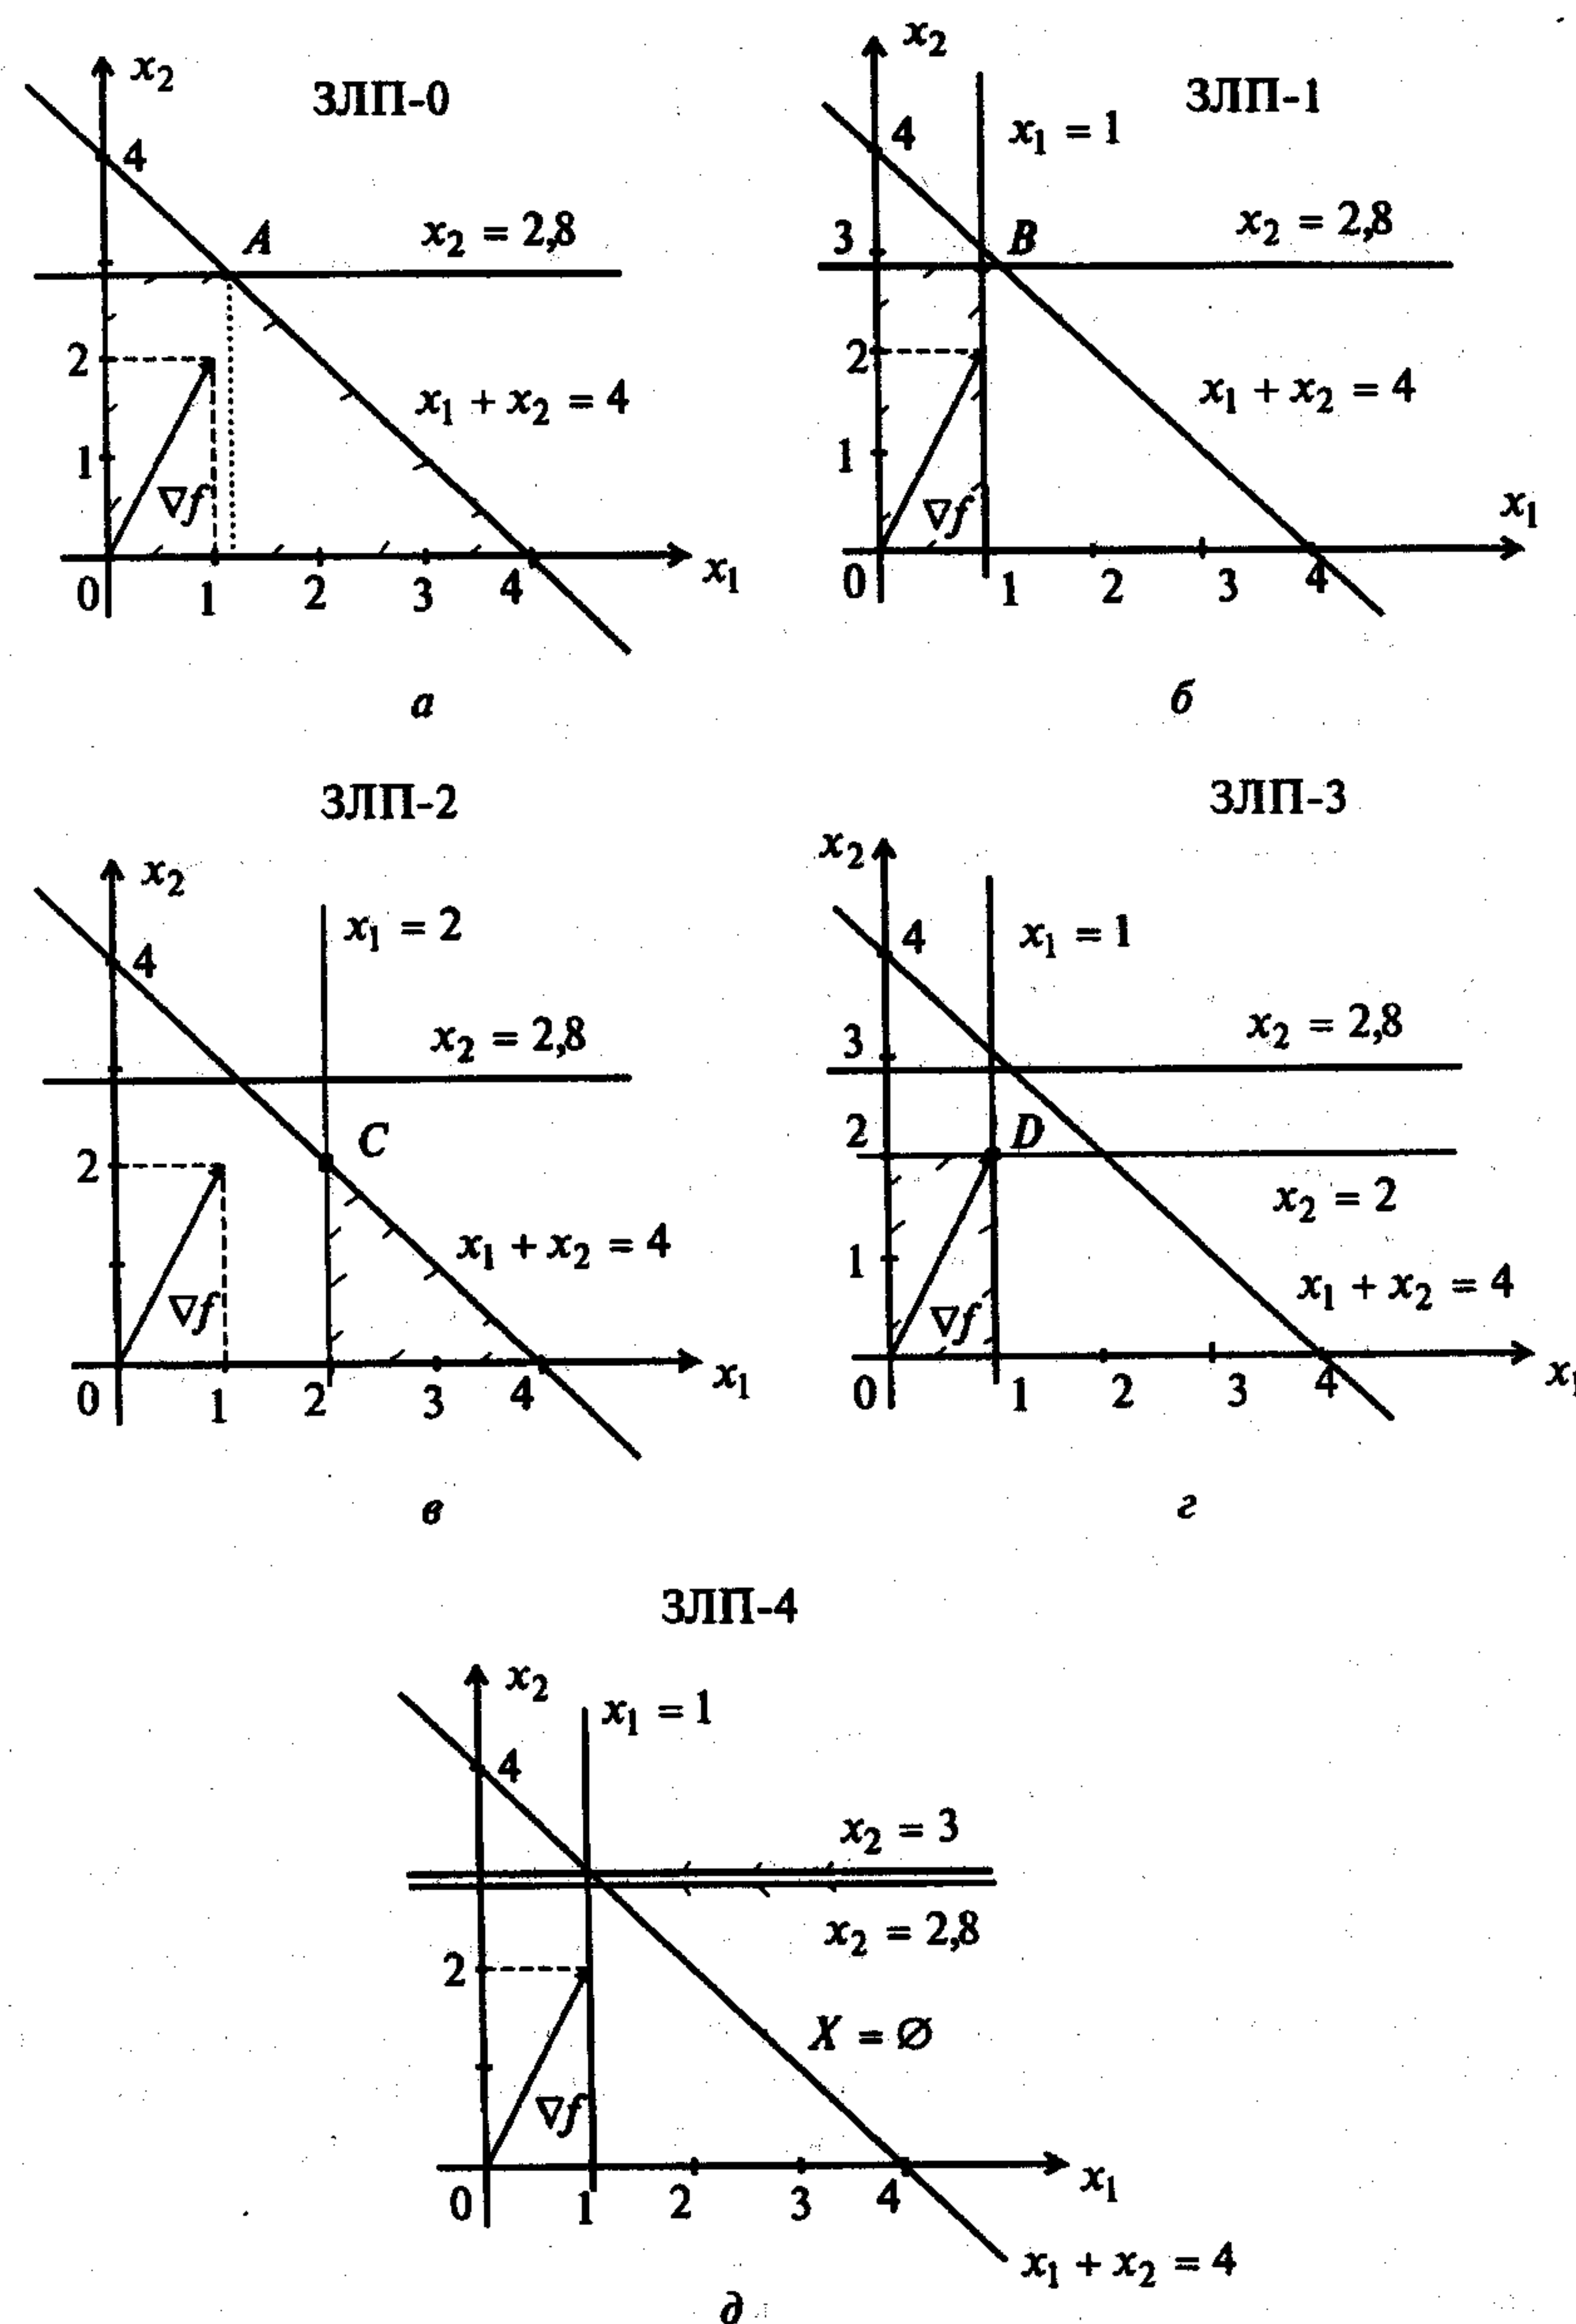 ЗЛП-0
x₂
4
A
x₂ = 2,8
2
x₁ + x₂ = 4
1
∇f
0
1
2
3
4
x₁
а
ЗЛП-1
x₂
4
x₁ = 1
3
B
x₂ = 2,8
2
x₁ + x₂ = 4
1
∇f
x₁
0
1
2
3
4
б
ЗЛП-2
x₂
x₁ = 2
4
x₂ = 2,8
C
2
x₁ + x₂ = 4
∇f
0
1
2
3
4
x₁
в
ЗЛП-3
x₂
4
x₁ = 1
3
x₂ = 2,8
2
D
x₂ = 2
1
x₁ + x₂ = 4
∇f
0
1
2
3
4
x₁
г
ЗЛП-4
x₂
x₁ = 1
4
x₂ = 3
x₂ = 2,8
2
X = ∅
∇f
0
1
2
3
4
x₁
x₁ + x₂ = 4
д